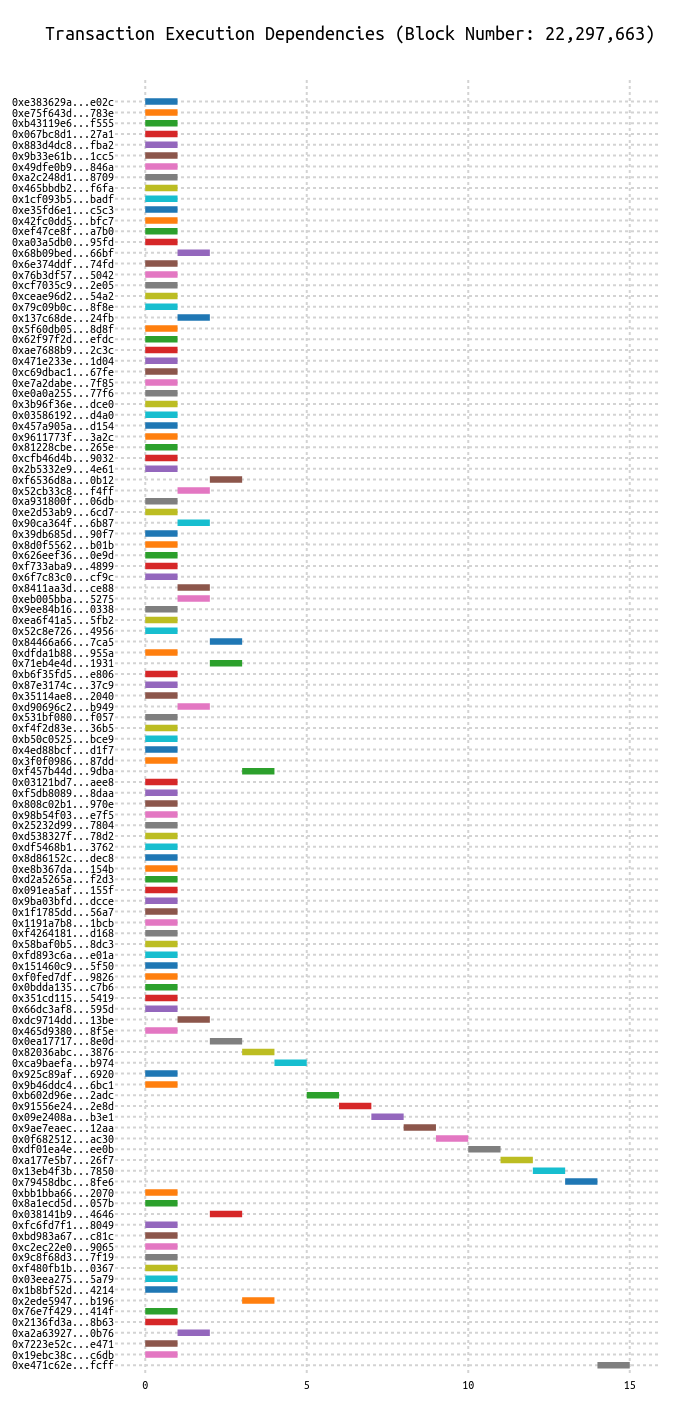 Transaction Execution Dependencies (Block Number: 22,297,663)
0xe383629a...e02c
0xe75f643d...783e
0xb43119e6...f555
0x067bc8d1...27a1
0x883d4dc8...fba2
0x9b33e61b...1cc5
0x49dfe0b9...846a
0xa2c248d1...8709
0x465bbdb2...f6fa
0x1cf093b5...badf
0xe35fd6e1...c5c3
0x42fc0dd5...bfc7
0xef47ce8f...a7b0
0xa03a5db0...95fd
0x68b09bed...66bf
0x6e374ddf...74fd
0x76b3df57...5042
0xcf7035c9...2e05
0xceae96d2...54a2
0x79c09b0c...8f8e
0x137c68de...24fb
0x5f60db05...8d8f
0x62f97f2d...efdc
0xae7688b9...2c3c
0x471e233e...1d04
0xc69dbac1...67fe
0xe7a2dabe...7f85
0xe0a0a255...77f6
0x3b96f36e...dce0
0x03586192...d4a0
0x457a905a...d154
0x9611773f...3a2c
0x81228cbe...265e
0xcfb46d4b...9032
0x2b5332e9...4e61
0xf6536d8a...0b12
0x52cb33c8...f4ff
0xa931800f...06db
0xe2d53ab9...6cd7
0x90ca364f...6b87
0x39db685d...90f7
0x8d0f5562...b01b
0x626eef36...0e9d
0xf733aba9...4899
0x6f7c83c0...cf9c
0x8411aa3d...ce88
0xeb005bba...5275
0x9ee84b16...0338
0xea6f41a5...5fb2
0x52c8e726...4956
0x84466a66...7ca5
0xdfda1b88...955a
0x71eb4e4d...1931
0xb6f35fd5...e806
0x87e3174c...37c9
0x35114ae8...2040
0xd90696c2...b949
0x531bf080...f057
0xf4f2d83e...36b5
0xb50c0525...bce9
0x4ed88bcf...d1f7
0x3f0f0986...87dd
0xf457b44d...9dba
0x03121bd7...aee8
0xf5db8089...8daa
0x808c02b1...970e
0x98b54f03...e7f5
0x25232d99...7804
0xd538327f...78d2
0xdf5468b1...3762
0x8d86152c...dec8
0xe8b367da...154b
0xd2a5265a...f2d3
0x091ea5af...155f
0x9ba03bfd...dcce
0x1f1785dd...56a7
0x1191a7b8...1bcb
0xf4264181...d168
0x58baf0b5...8dc3
0xfd893c6a...e01a
0x151460c9...5f50
0xf0fed7df...9826
0x0bdda135...c7b6
0x351cd115...5419
0x66dc3af8...595d
0xdc9714dd...13be
0x465d9380...8f5e
0x0ea17717...8e0d
0x82036abc...3876
0xca9baefa...b974
0x925c89af...6920
0x9b46ddc4...6bc1
0xb602d96e...2adc
0x91556e24...2e8d
0x09e2408a...b3e1
0x9ae7eaec...12aa
0x0f682512...ac30
0xdf01ea4e...ee0b
0xa177e5b7...26f7
0x13eb4f3b...7850
0x79458dbc...8fe6
0xbb1bba66...2070
0x8a1ecd5d...057b
0x038141b9...4646
0xfc6fd7f1...8049
0xbd983a67...c81c
0xc2ec22e0...9065
0x9c8f68d3...7f19
0xf480fb1b...0367
0x03eea275...5a79
0x1b8bf52d...4214
0x2ede5947...b196
0x76e7f429...414f
0x2136fd3a...8b63
0xa2a63927...0b76
0x7223e52c...e471
0x19ebc38c...c6db
0xe471c62e...fcff
0 5 10 15